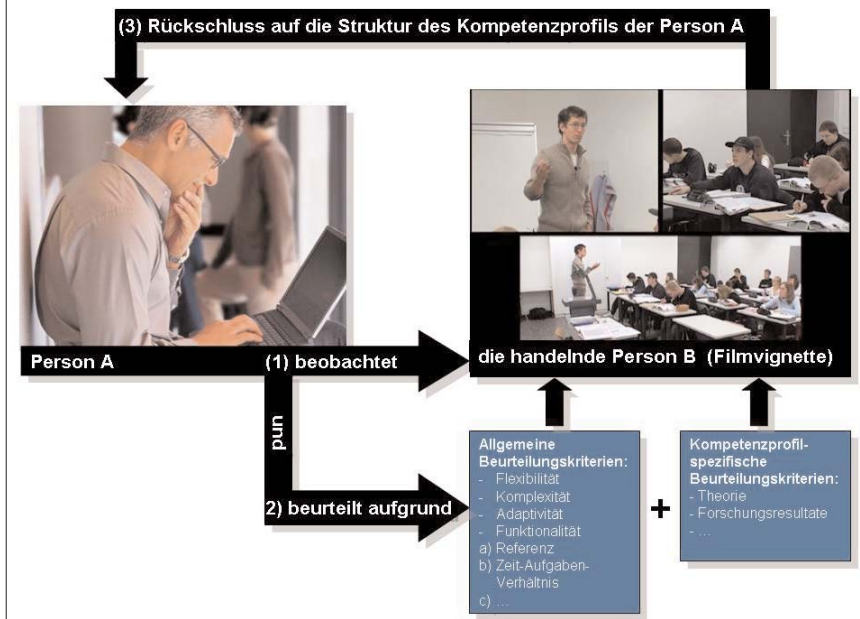 (3) Rückschluss auf die Struktur des Kompetenzprofils der Person A
Person A
(1) beobachtet
die handelnde Person B (Filmvignette)
und
2) beurteilt aufgrund
Allgemeine
Beurteilungskriterien:
- Flexibilität
- Komplexität
- Adaptivität
- Funktionalität
a) Referenz
b) Zeit-Aufgaben-
Verhältnis
c) ...
+
Kompetenzprofil-
spezifische
Beurteilungskriterien:
- Theorie
- Forschungsresultate
- ...